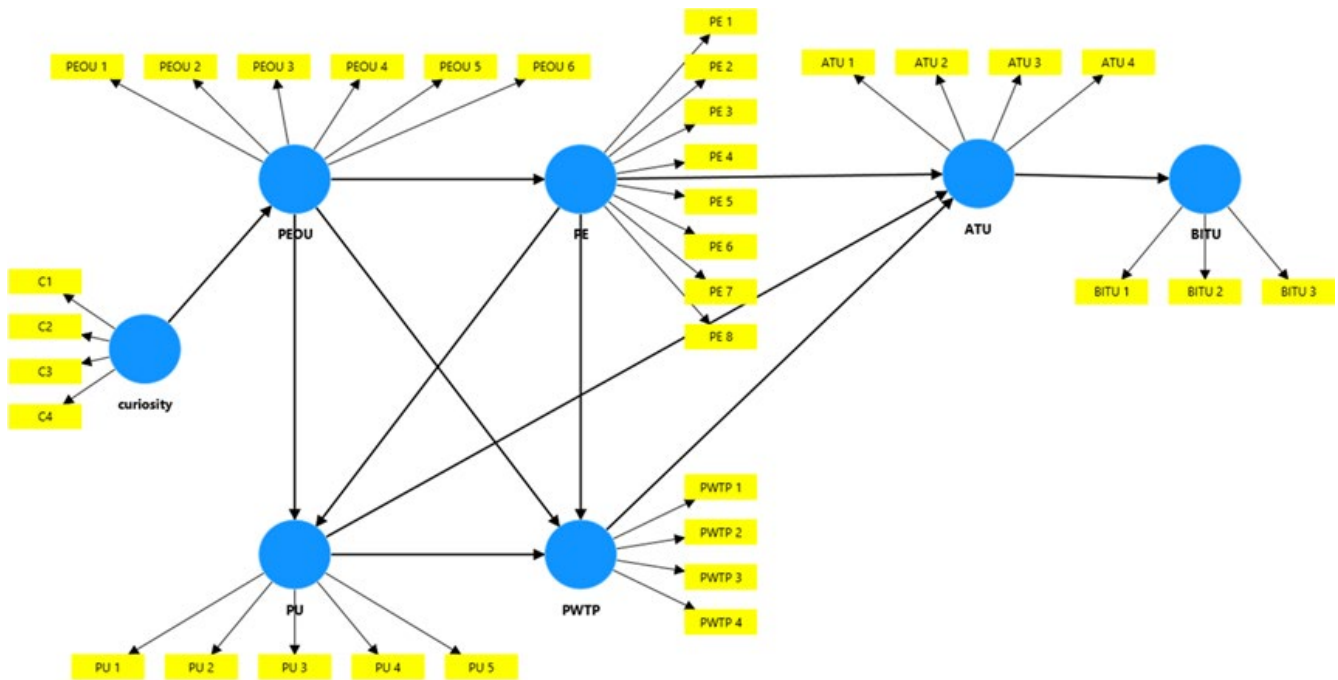 PE 1
PEOU 1
PEOU 2
PEOU 3
PEOU 4
PEOU 5
PEOU 6
PE 2
PE 3
PE 4
PE 5
PE 6
PE 7
PE 8
ATU 1
ATU 2
ATU 3
ATU 4
PEOU
PE
ATU
BITU
BITU 1
BITU 2
BITU 3
C1
C2
C3
C4
curiosity
PWTP 1
PWTP 2
PWTP 3
PWTP 4
PU
PWTP
PU 1
PU 2
PU 3
PU 4
PU 5